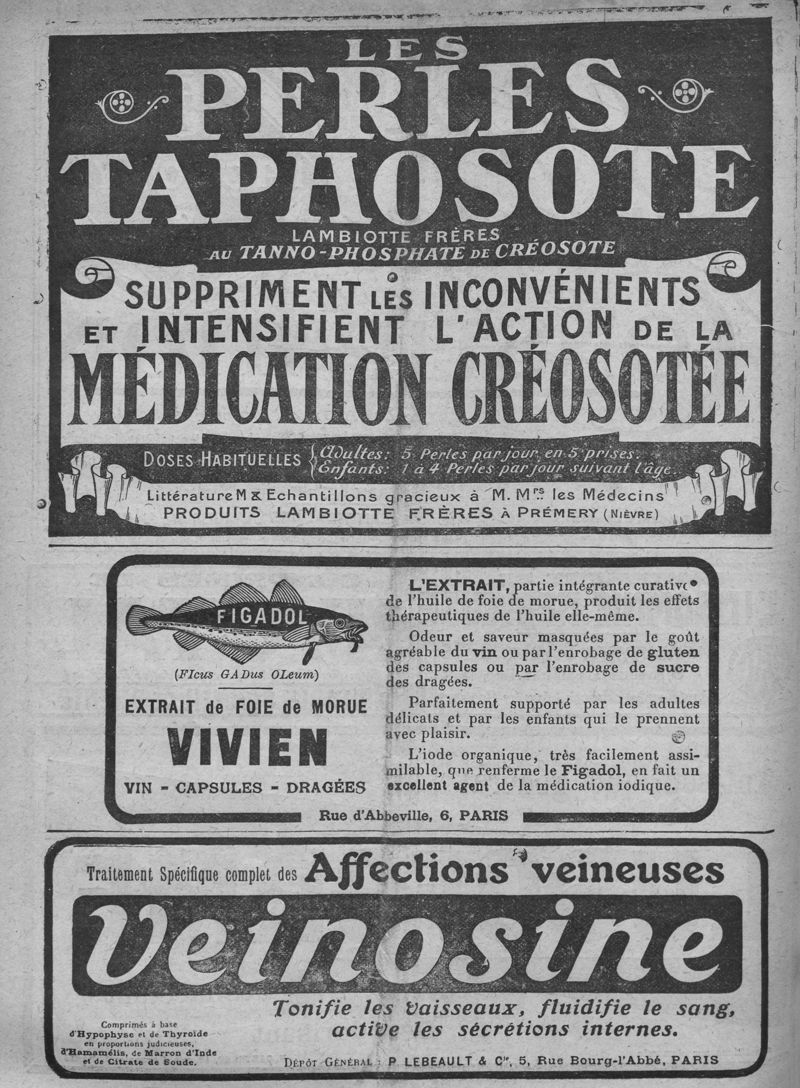 LES
PERLES
TAPHOSOTE
LAMBIOTTE FRÈRES
AU TANNO-PHOSPHATE DE CRÉOSOTE
SUPPRIMENT LES INCONVÉNIENTS
ET INTENSIFIENT L'ACTION DE LA
MÉDICATION CRÉOSOTÉE
DOSES HABITUELLES { Adultes: 5 Perles par jour, en 5 prises.
Enfants: 1 à 4 Perles par jour suivant l'âge.
Littérature & Echantillons gracieux à M. Mrs les Médecins
PRODUITS LAMBIOTTE FRÈRES À PRÉMERY (NIÈVRE)
FIGADOL
(FIcus GADus OLeum)
EXTRAIT de FOIE de MORUE
VIVIEN
VIN - CAPSULES - DRAGÉES
L'EXTRAIT, partie intégrante curative
de l'huile de foie de morue, produit les effets
thérapeutiques de l'huile elle-même.
Odeur et saveur masquées par le goût
agréable du vin ou par l'enrobage de gluten
des capsules ou par l'enrobage de sucre
des dragées.
Parfaitement supporté par les adultes
délicats et par les enfants qui le prennent
avec plaisir.
L'iode organique, très facilement assi-
milable, que renferme le Figadol, en fait un
excellent agent de la médication iodique.
Rue d'Abbeville, 6, PARIS
Traitement Spécifique complet des Affections veineuses
Veinosine
Comprimés à base
d'Hypophyse et de Thyroïde
en proportions judicieuses,
d'Hamamélis, de Marron d'Inde
et de Citrate de Soude.
Tonifie les Vaisseaux, fluidifie le sang,
active les sécrétions internes.
DÉPÔT GÉNÉRAL : P. LEBEAULT & Cie, 5, Rue Bourg-l'Abbé, PARIS